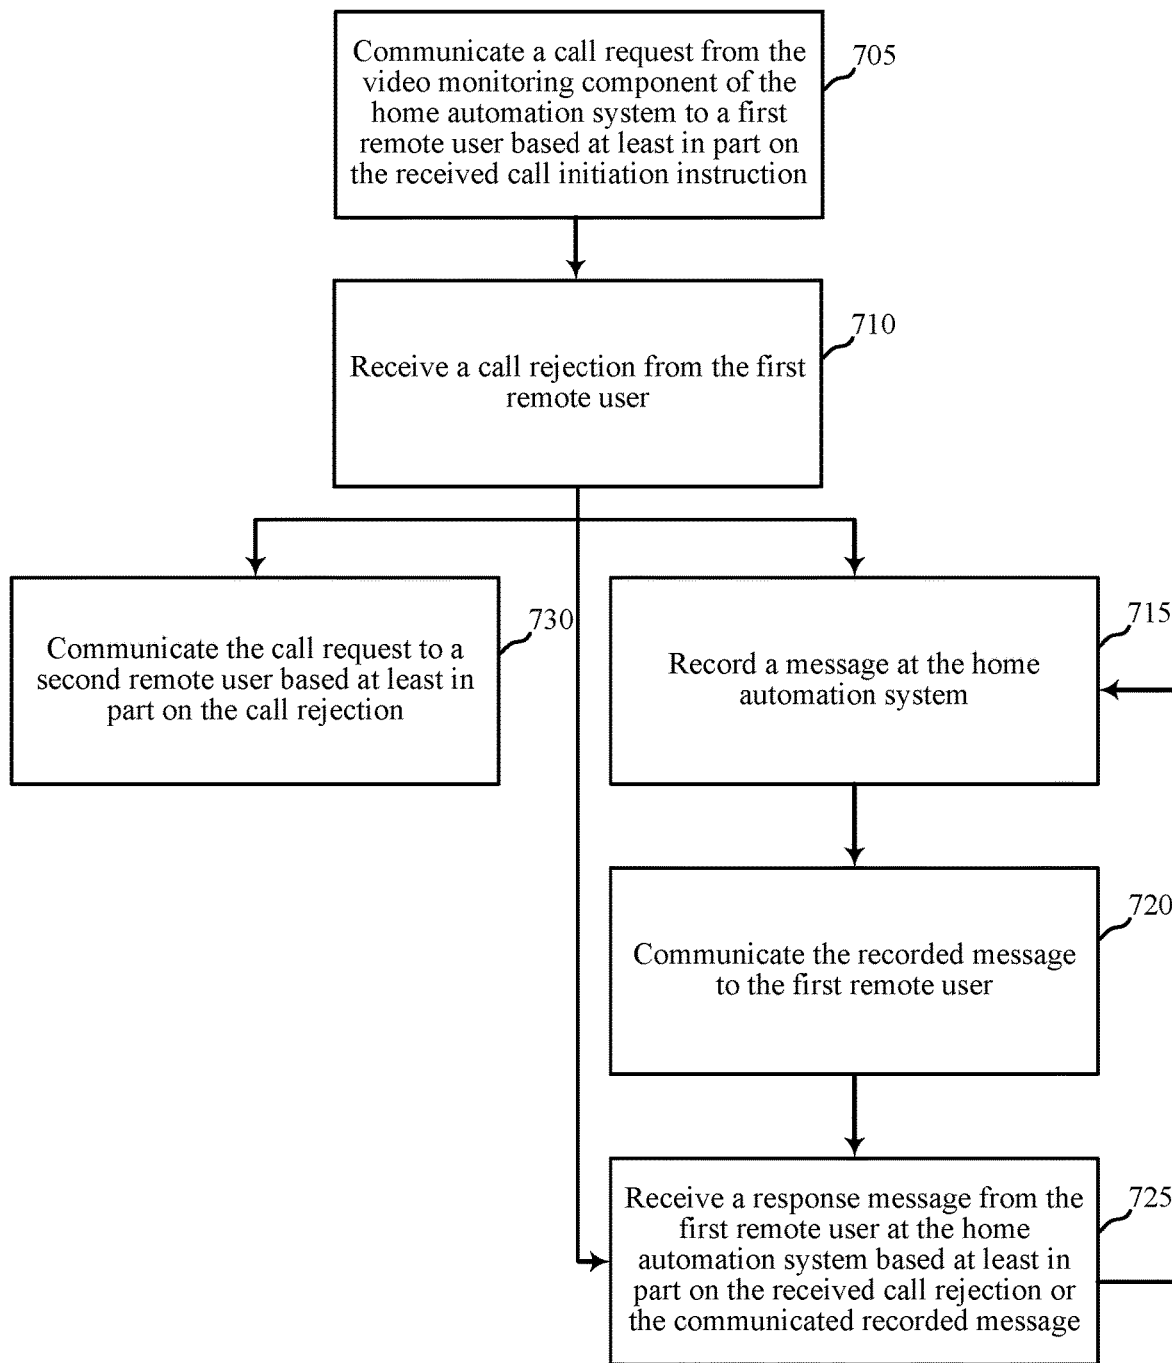 Communicate a call request from the
video monitoring component of the
home automation system to a first
remote user based at least in part on
the received call initiation instruction
705
Receive a call rejection from the first
remote user
710
Communicate the call request to a
second remote user based at least in
part on the call rejection
730
Record a message at the home
automation system
715
Communicate the recorded message
to the first remote user
720
Receive a response message from the
first remote user at the home
automation system based at least in
part on the received call rejection or
the communicated recorded message
725